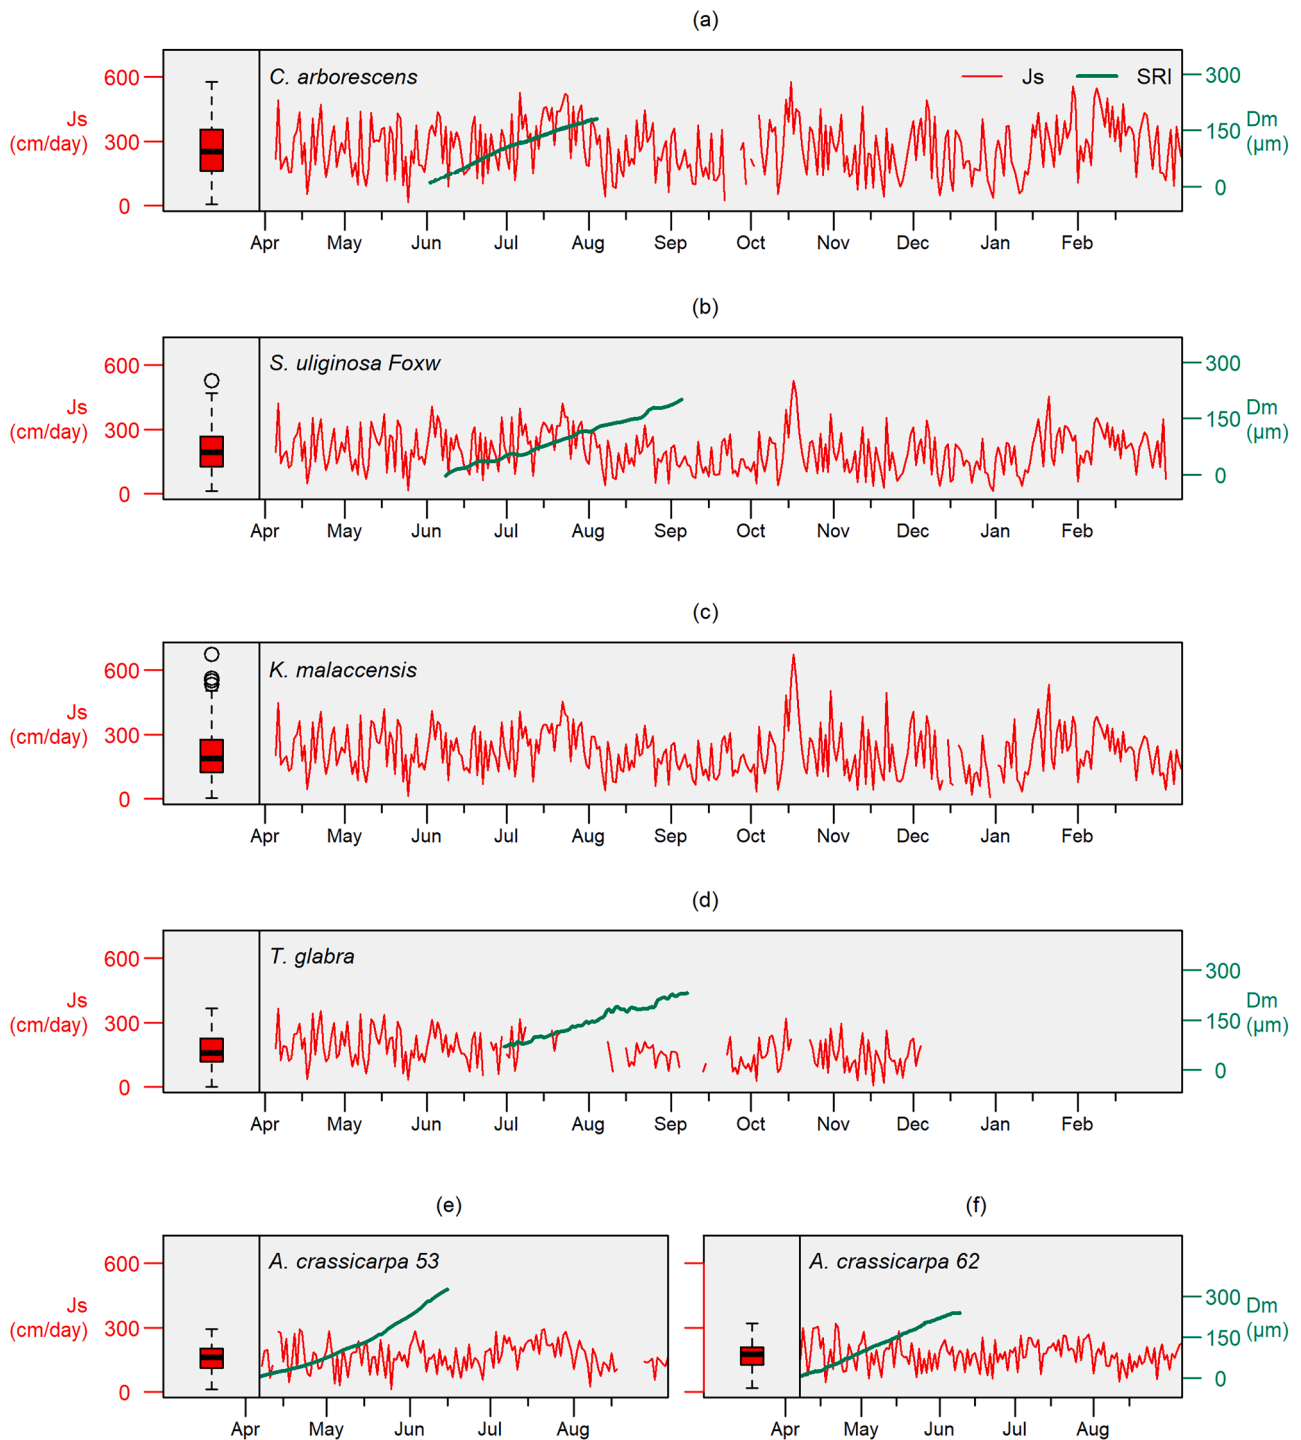 (a)
C. arborescens
Js
SRI
600
300
0
Js
(cm/day)
300
150
0
Dm
(µm)
Apr May Jun Jul Aug Sep Oct Nov Dec Jan Feb
(b)
S. uliginosa Foxw
600
300
0
Js
(cm/day)
300
150
0
Dm
(µm)
Apr May Jun Jul Aug Sep Oct Nov Dec Jan Feb
(c)
K. malaccensis
600
300
0
Js
(cm/day)
Apr May Jun Jul Aug Sep Oct Nov Dec Jan Feb
(d)
T. glabra
600
300
0
Js
(cm/day)
300
150
0
Dm
(µm)
Apr May Jun Jul Aug Sep Oct Nov Dec Jan Feb
(e)
A. crassicarpa 53
600
300
0
Js
(cm/day)
Apr May Jun Jul Aug
(f)
A. crassicarpa 62
300
150
0
Dm
(µm)
Apr May Jun Jul Aug